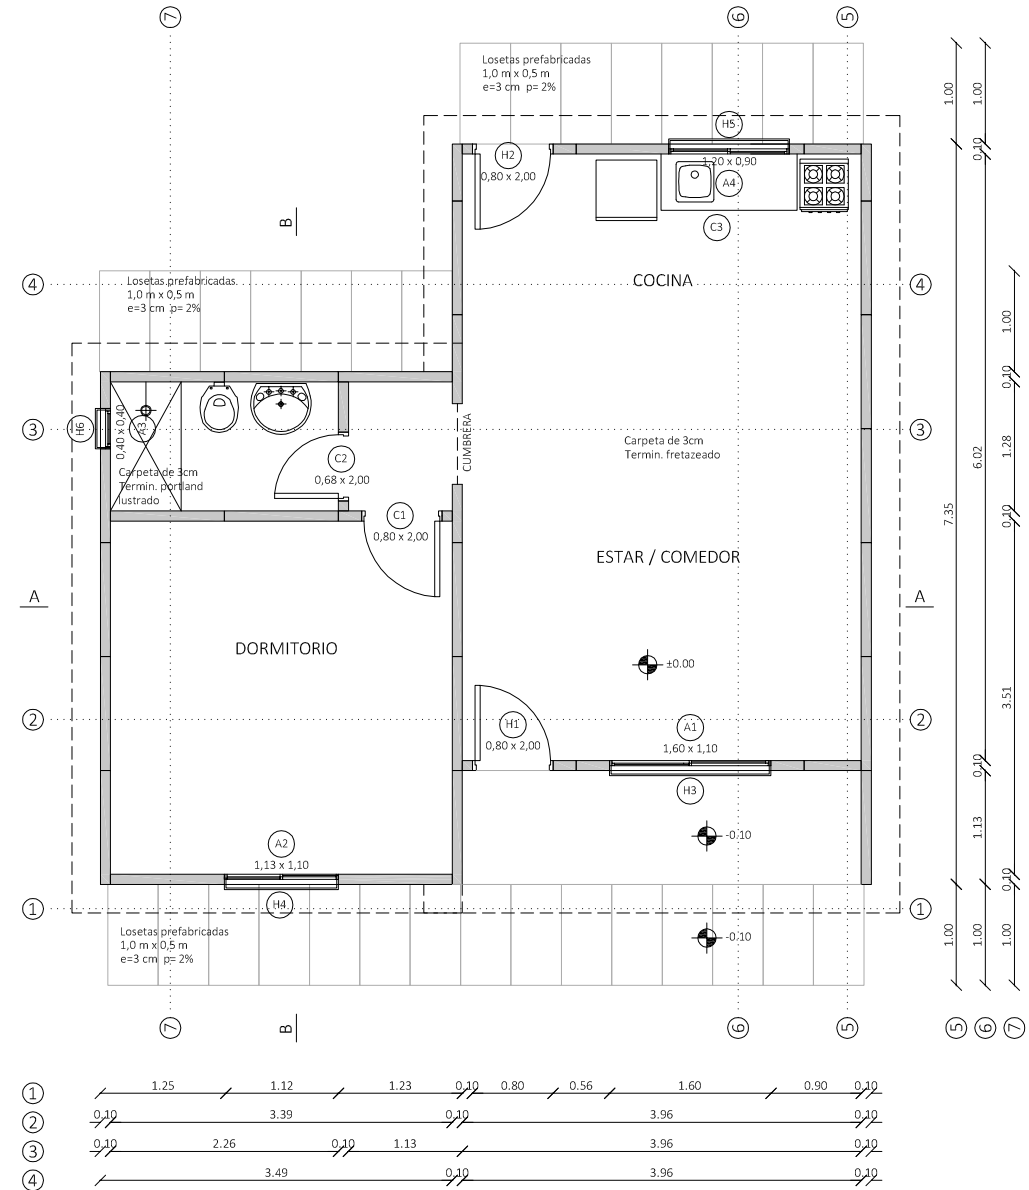 7
6
5
Losetas prefabricadas
1,0 m x 0,5 m
e=3 cm p= 2%
1.00
1.00
H5
H2
0,80 x 2,00
1,20 x 0,90
A4
C3
0.10
B
COCINA
4
4
Losetas prefabricadas
1,0 m x 0,5 m
e=3 cm p= 2%
1.00
0.10
H6
0,40 x 0,40
A3
3
3
CUMBRERA
Carpeta de 3cm
Termin. fretazeado
C2
0,68 x 2,00
Carpeta de 3cm
Termin. portland
lustrado
6.02
1.28
7.35
0.10
C1
0,80 x 2,00
ESTAR / COMEDOR
A
A
DORMITORIO
±0.00
3.51
2
2
H1
0,80 x 2,00
A1
1,60 x 1,10
H3
0.10
A2
1,13 x 1,10
-0.10
1.13
0.10
H4
1
1
Losetas prefabricadas
1,0 m x 0,5 m
e=3 cm p= 2%
-0.10
1.00
1.00
1.00
7
B
6
5
5
6
7
1
1.25
1.12
1.23
0.10
0.80
0.56
1.60
0.90
0.10
2
0.10
3.39
0.10
3.96
0.10
3
0.10
2.26
0.10
1.13
3.96
0.10
4
3.49
0.10
3.96
0.10